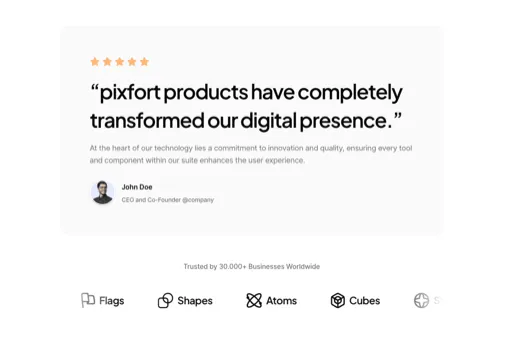 “pixfort products have completely
transformed our digital presence.”
At the heart of our technology lies a commitment to innovation and quality, ensuring every tool
and component within our suite enhances the user experience.
John Doe
CEO and Co-Founder @company
Trusted by 30.000+ Businesses Worldwide
Flags Shapes Atoms Cubes S